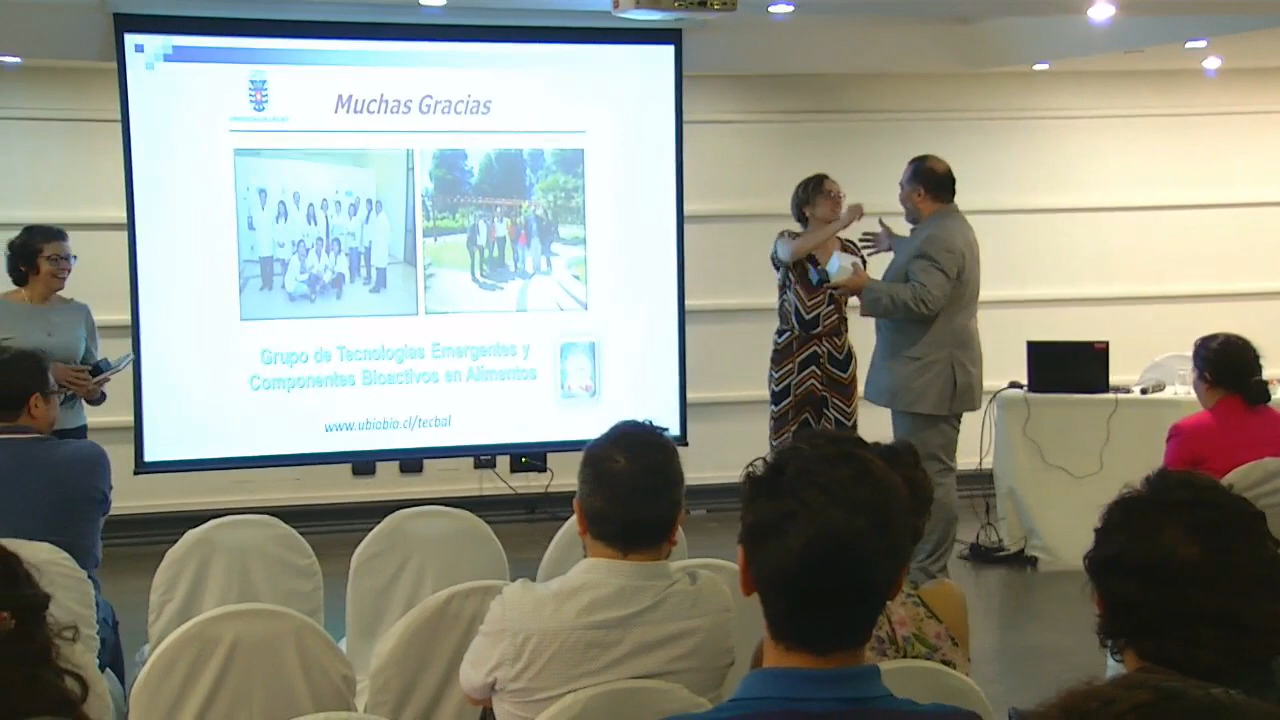 Muchas Gracias
Grupo de Tecnologías Emergentes y
Componentes Bioactivos en Alimentos
www.ubiobio.cl/tecbal